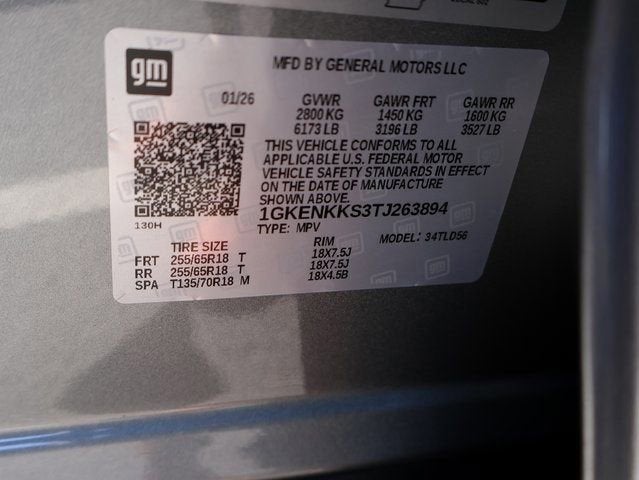 LOCAL 602
gm
MFD BY GENERAL MOTORS LLC
01/26 GVWR GAWR FRT GAWR RR
2800 KG 1450 KG 1600 KG
6173 LB 3196 LB 3527 LB
THIS VEHICLE CONFORMS TO ALL
APPLICABLE U.S. FEDERAL MOTOR
VEHICLE SAFETY STANDARDS IN EFFECT
ON THE DATE OF MANUFACTURE
SHOWN ABOVE.
130H
1GKENKKS3TJ263894
TYPE: MPV MODEL: 34TLD56
TIRE SIZE RIM
FRT 255/65R18 T 18X7.5J
RR 255/65R18 T 18X7.5J
SPA T135/70R18 M 18X4.5B